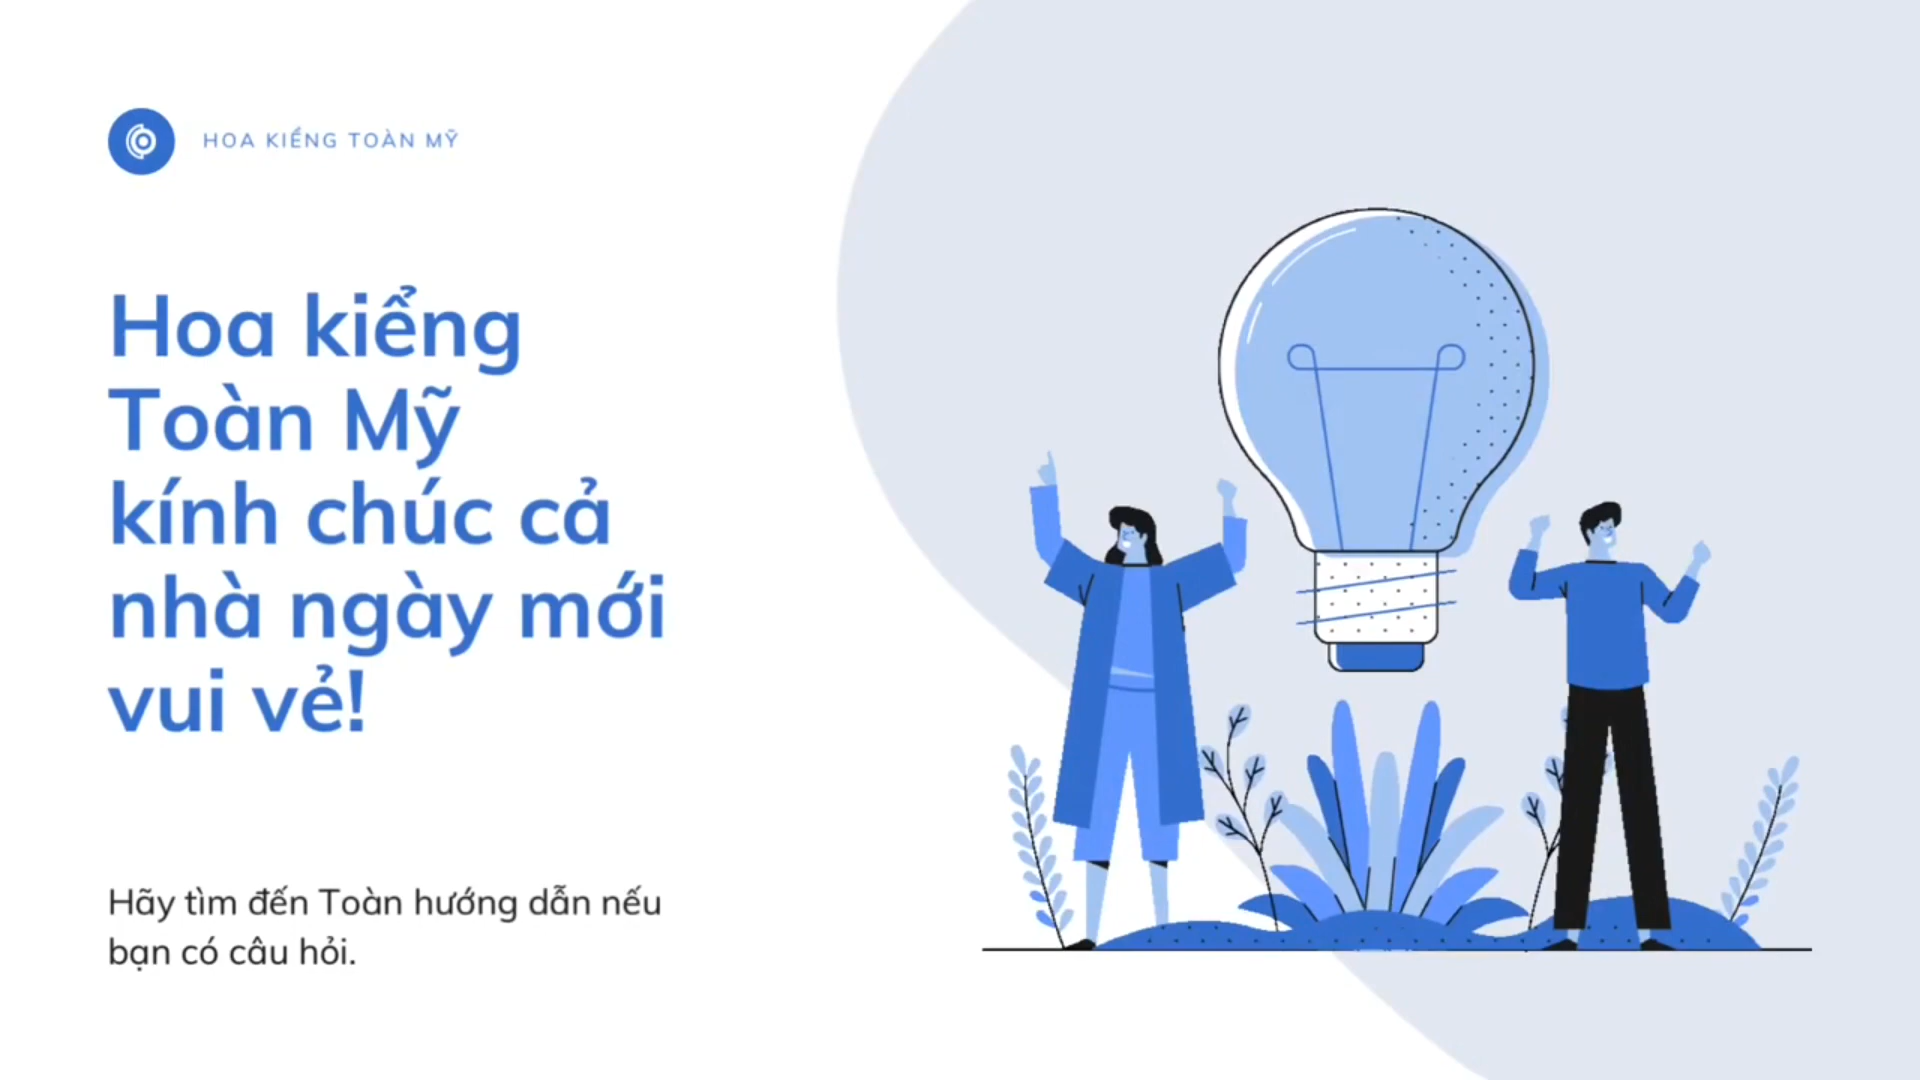 HOA KIỂNG TOÀN MỸ
Hoa kiểng
Toàn Mỹ
kính chúc cả
nhà ngày mới
vui vẻ!
Hãy tìm đến Toàn hướng dẫn nếu
bạn có câu hỏi.